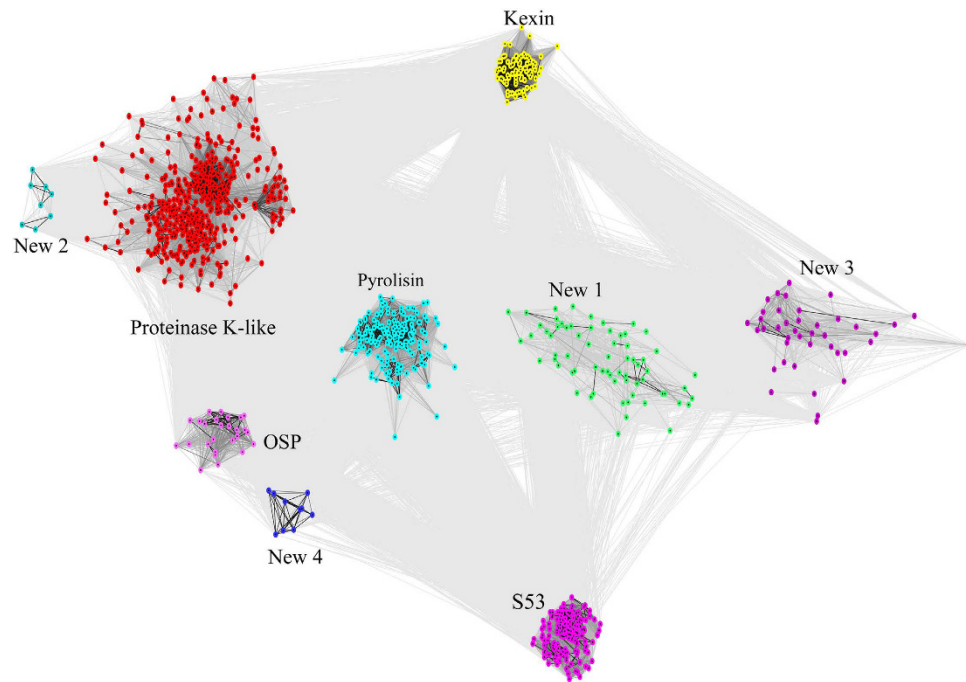 Kexin
New 2
Proteinase K-like
Pyrolisin
New 1
New 3
OSP
New 4
S53